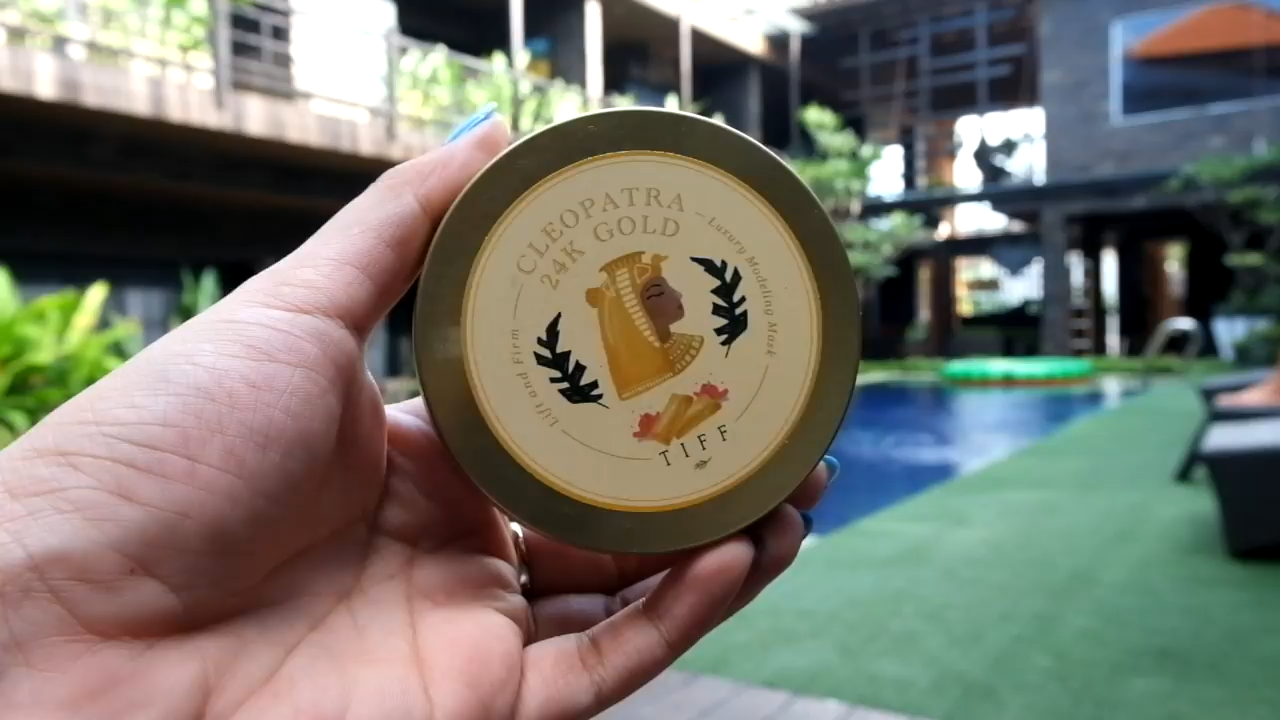 CLEOPATRA
24K GOLD
Luxury Modeling Mask
Lift and Firm
TIFF